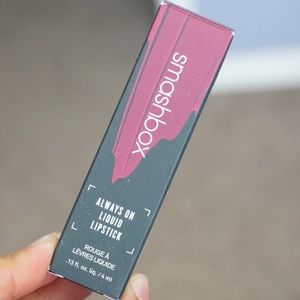 smashbox
ALWAYS ON
LIQUID
LIPSTICK
ROUGE À
LÈVRES LIQUIDE
.13 fl. oz. liq. / 4 ml